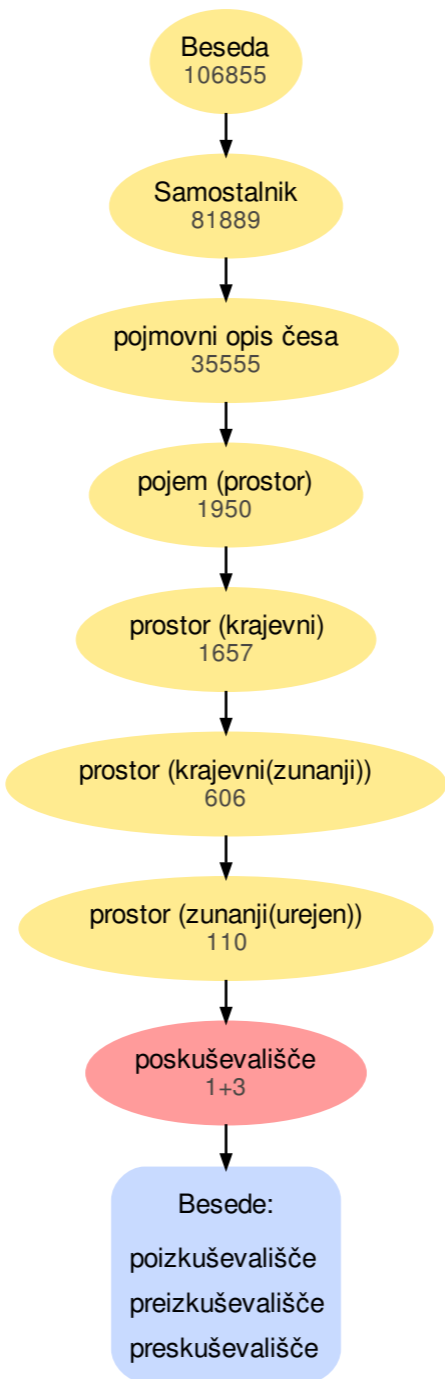 Beseda
106855
Samostalnik
81889
pojmovni opis česa
35555
pojem (prostor)
1950
prostor (krajevni)
1657
prostor (krajevni(zunanji))
606
prostor (zunanji(urejen))
110
poskuševališče
1+3
Besede:
poizkuševališče
preizkuševališče
preskuševališče